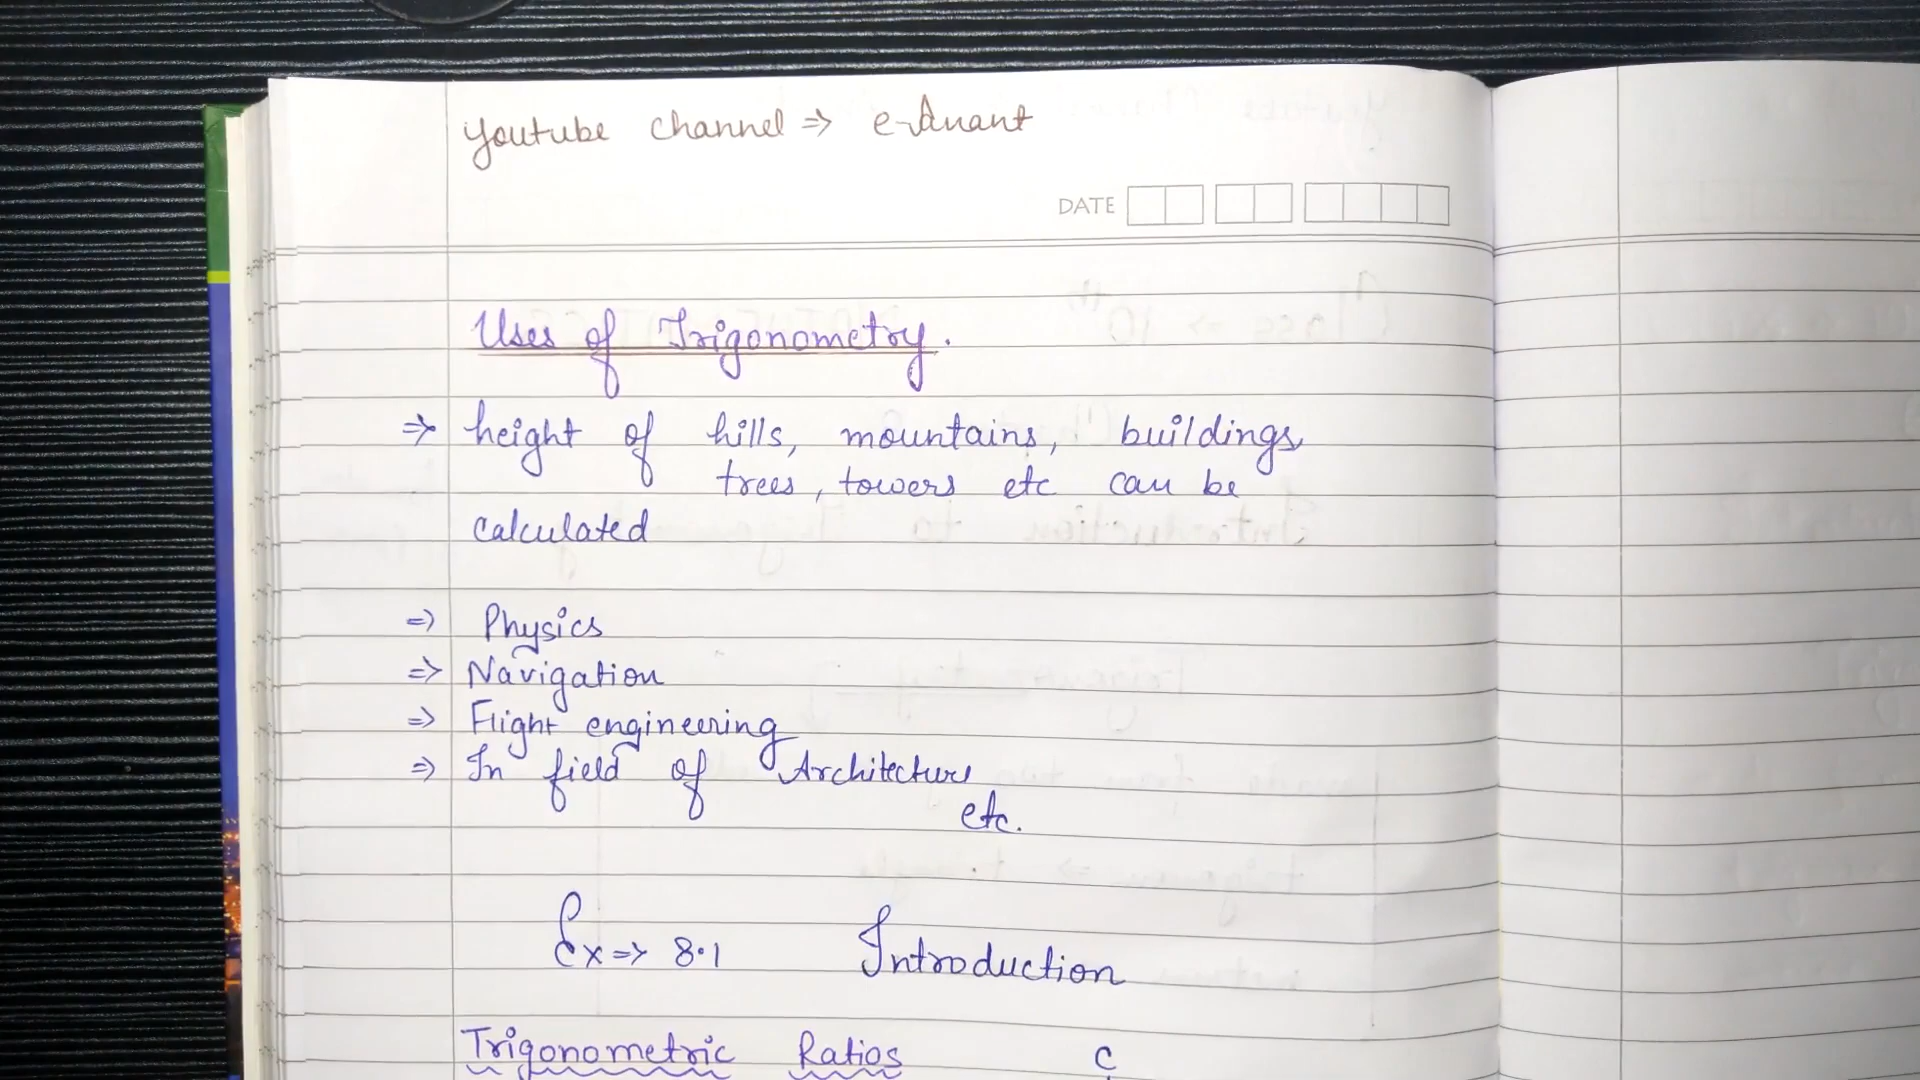 Youtube channel ⇒ e-Anant
DATE
Uses of Trigonometry.
⇒ height of hills, mountains, buildings,
trees, towers etc can be
calculated
⇒ Physics
⇒ Navigation
⇒ Flight engineering
⇒ In field of Architecture
etc.
Ex ⇒ 8.1 Introduction
Trigonometric Ratios C